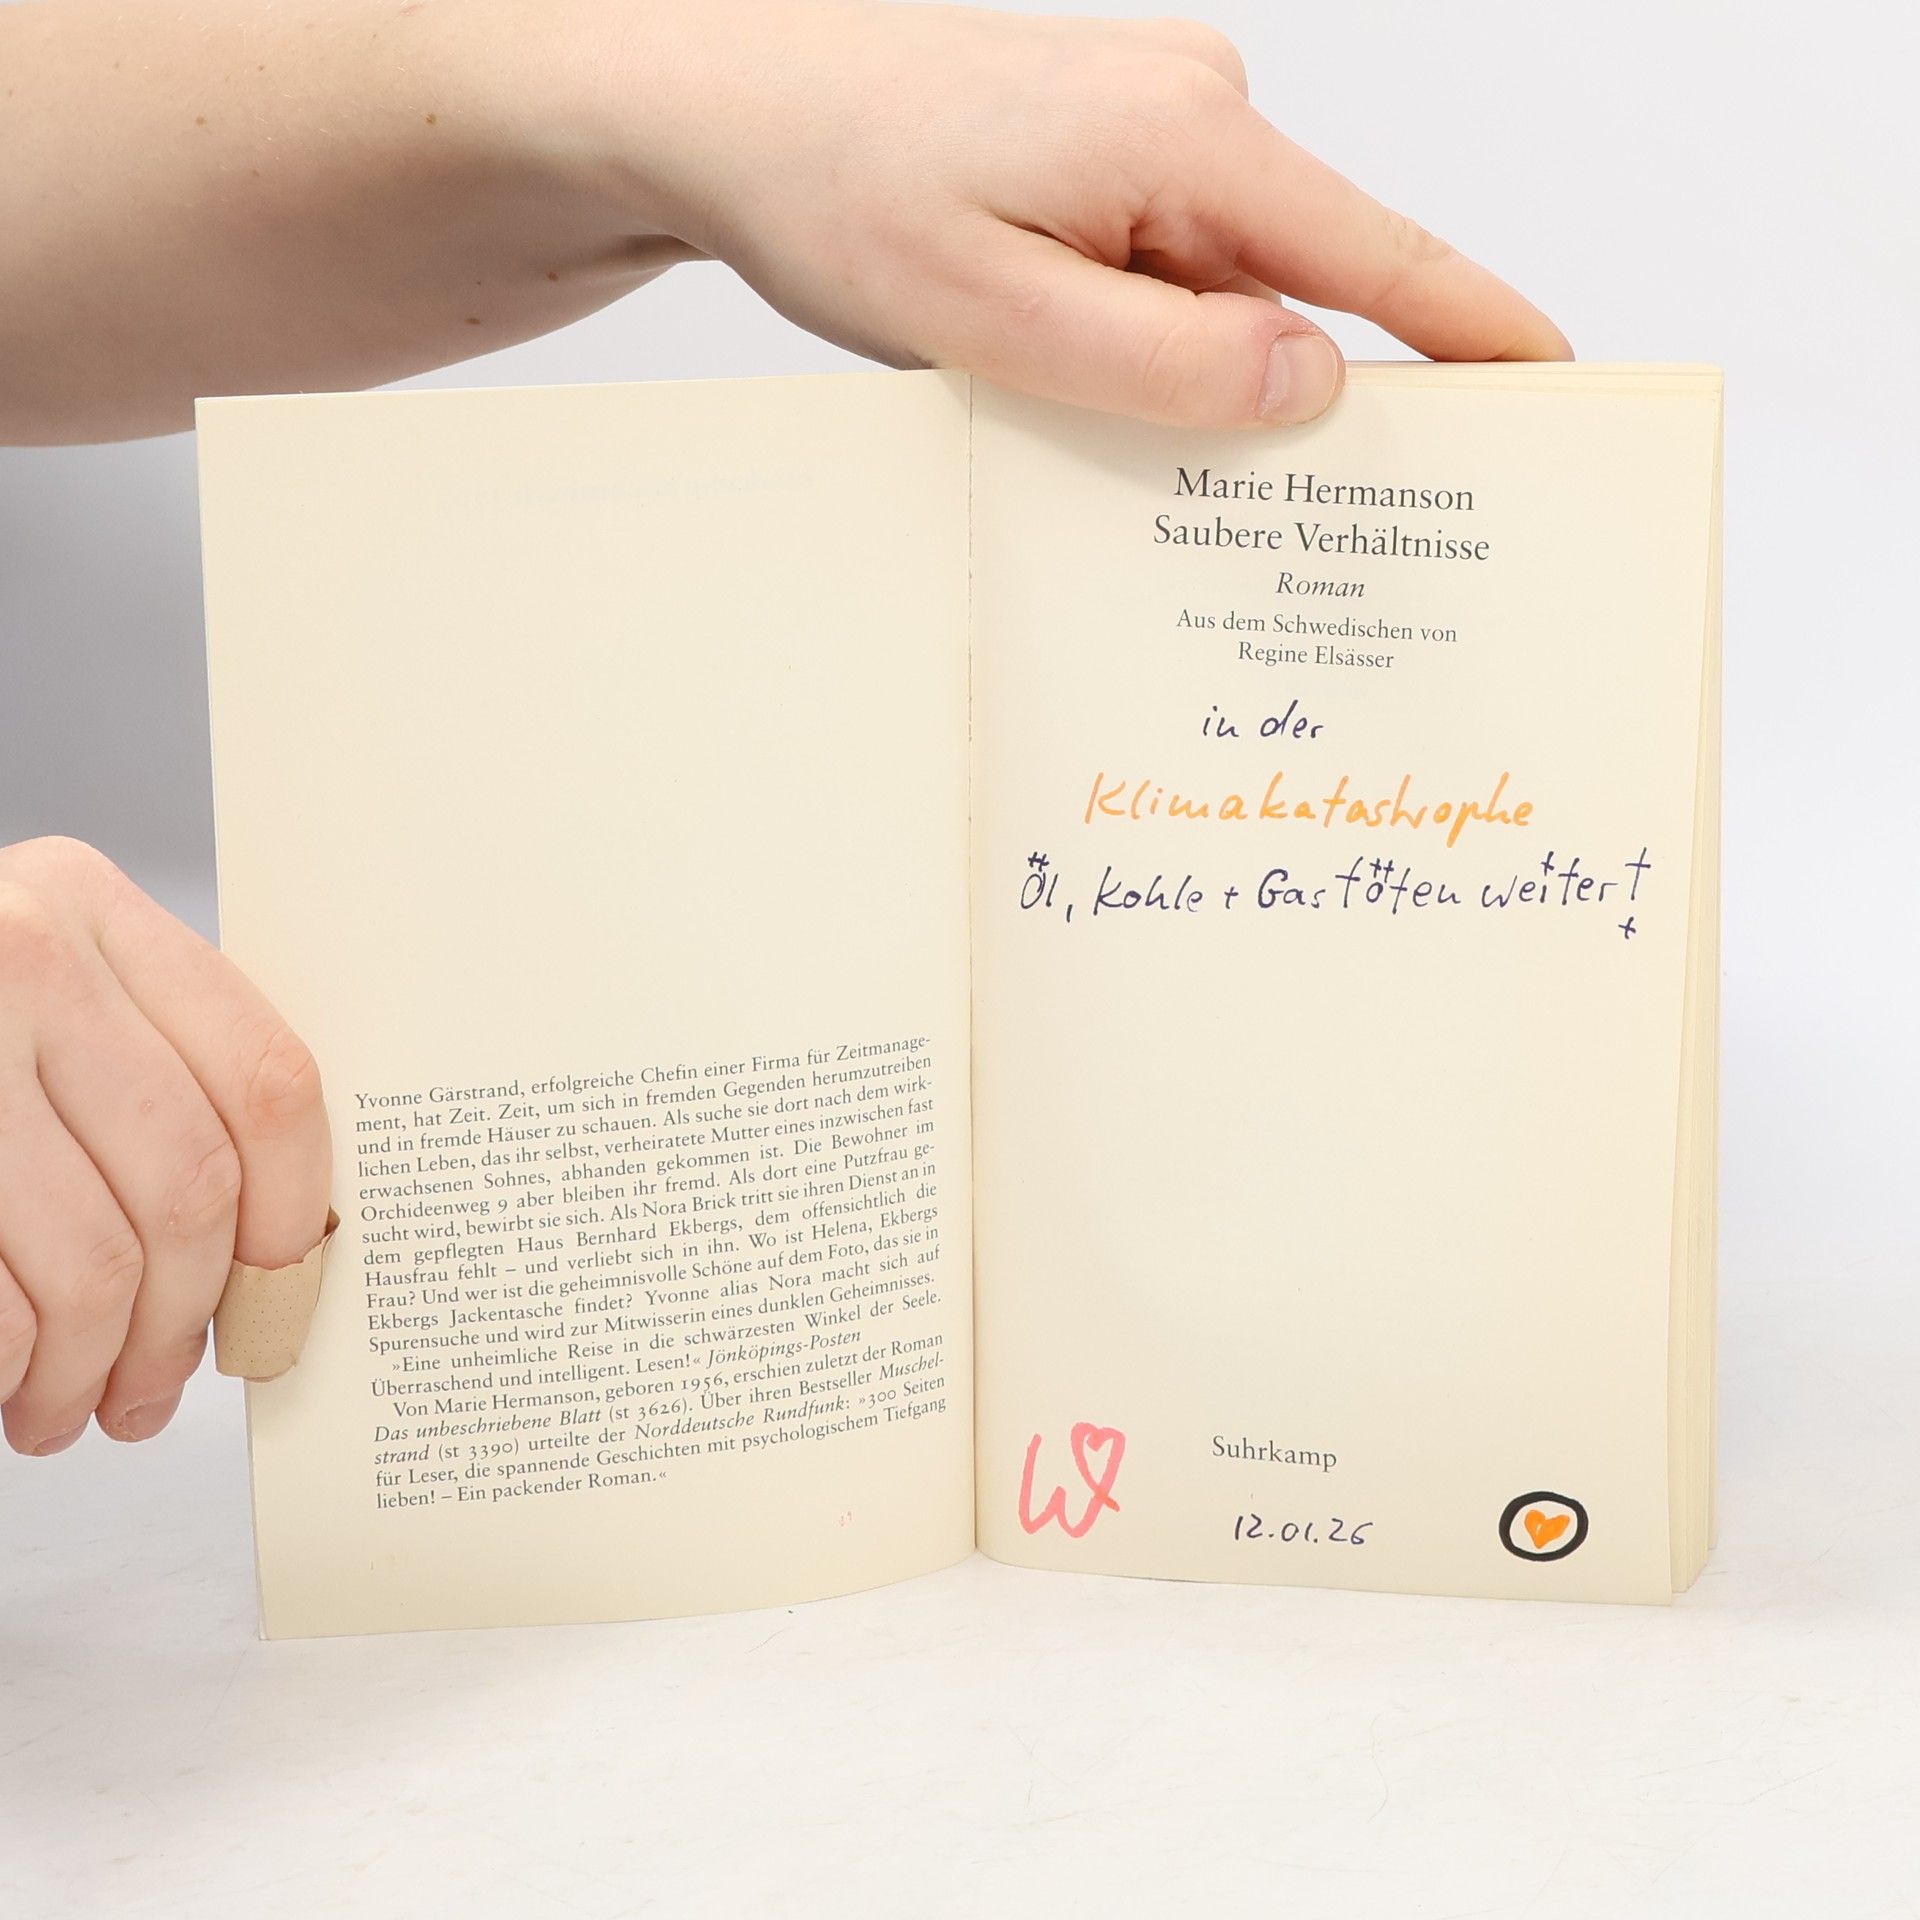 Yvonne Gärstrand, erfolgreiche Chefin einer Firma für Zeitmanage-
ment, hat Zeit. Zeit, um sich in fremden Gegenden herumzutreiben
und in fremde Häuser zu schauen. Als suche sie dort nach dem wirk-
lichen Leben, das ihr selbst, verheiratete Mutter eines inzwischen fast
erwachsenen Sohnes, abhanden gekommen ist. Die Bewohner im
Orchideenweg 9 aber bleiben ihr fremd. Als dort eine Putzfrau ge-
sucht wird, bewirbt sie sich. Als Nora Brick tritt sie ihren Dienst an in
dem gepflegten Haus Bernhard Ekbergs, dem offensichtlich die
Hausfrau fehlt – und verliebt sich in ihn. Wo ist Helena, Ekbergs
Frau? Und wer ist die geheimnisvolle Schöne auf dem Foto, das sie in
Ekbergs Jackentasche findet? Yvonne alias Nora macht sich auf
Spurensuche und wird zur Mitwisserin eines dunklen Geheimnisses.
»Eine unheimliche Reise in die schwärzesten Winkel der Seele.
Überraschend und intelligent. Lesen!« Jönköpings-Posten
Von Marie Hermanson, geboren 1956, erschien zuletzt der Roman
Das unbeschriebene Blatt (st 3626). Über ihren Bestseller Muschel-
strand (st 3390) urteilte der Norddeutsche Rundfunk: »300 Seiten
für Leser, die spannende Geschichten mit psychologischem Tiefgang
lieben! – Ein packender Roman.«
Marie Hermanson
Saubere Verhältnisse
Roman
Aus dem Schwedischen von
Regine Elsässer
in der
Klimakatastrophe
Öl, Kohle + Gas töten weiter!
Suhrkamp
12.01.26